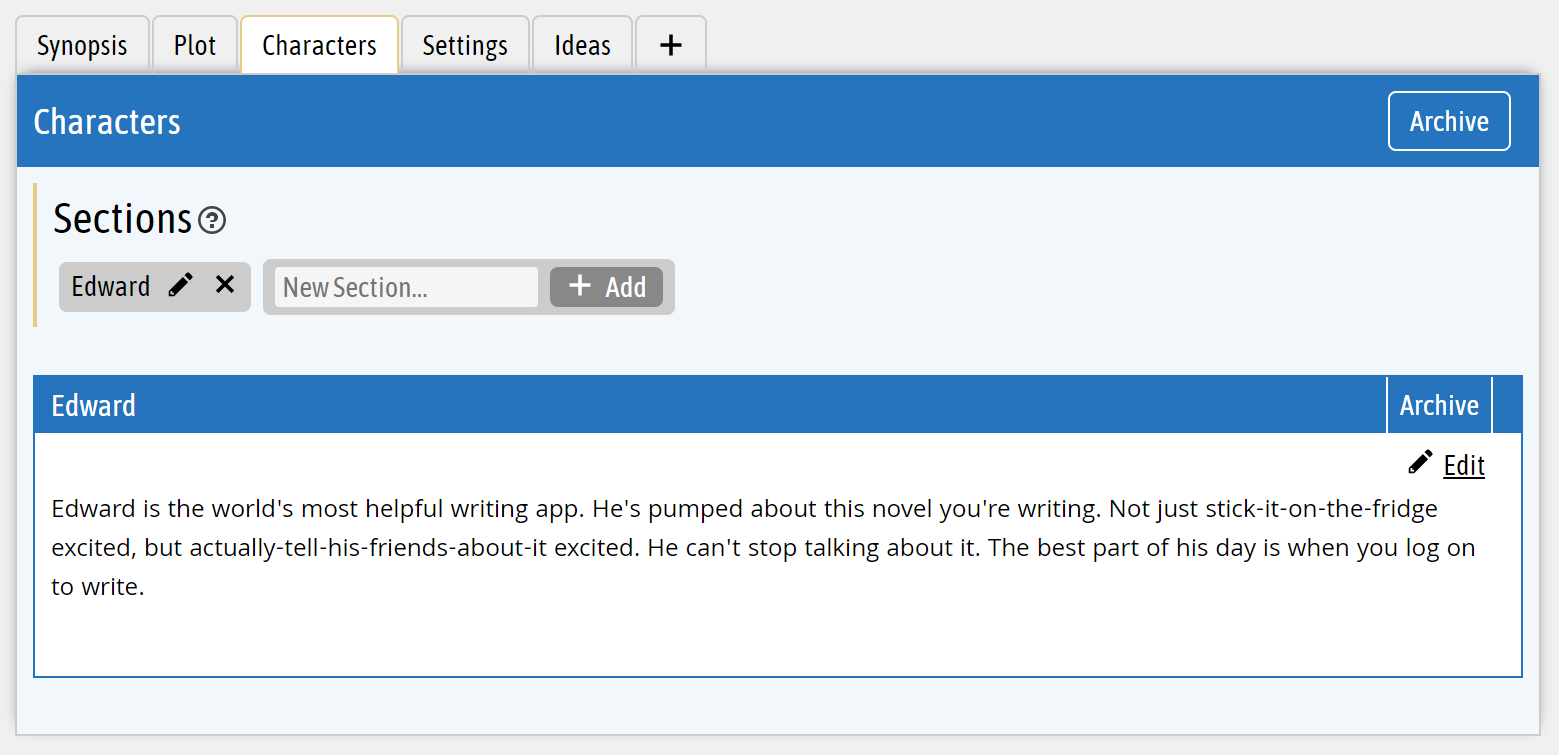 Synopsis Plot Characters Settings Ideas +
Characters Archive
Sections ?
Edward New Section... + Add
Edward Archive
Edit
Edward is the world's most helpful writing app. He's pumped about this novel you're writing. Not just stick-it-on-the-fridge
excited, but actually-tell-his-friends-about-it excited. He can't stop talking about it. The best part of his day is when you log on
to write.